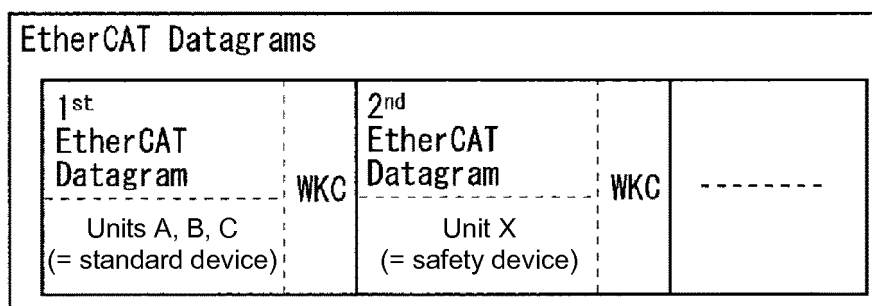 EtherCAT Datagrams
1st
EtherCAT
Datagram
Units A, B, C
(= standard device)
WKC
2nd
EtherCAT
Datagram
Unit X
(= safety device)
WKC